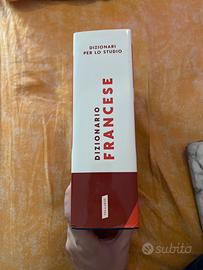 DIZIONARI
PER LO STUDIO
DIZIONARIO
FRANCESE
subito